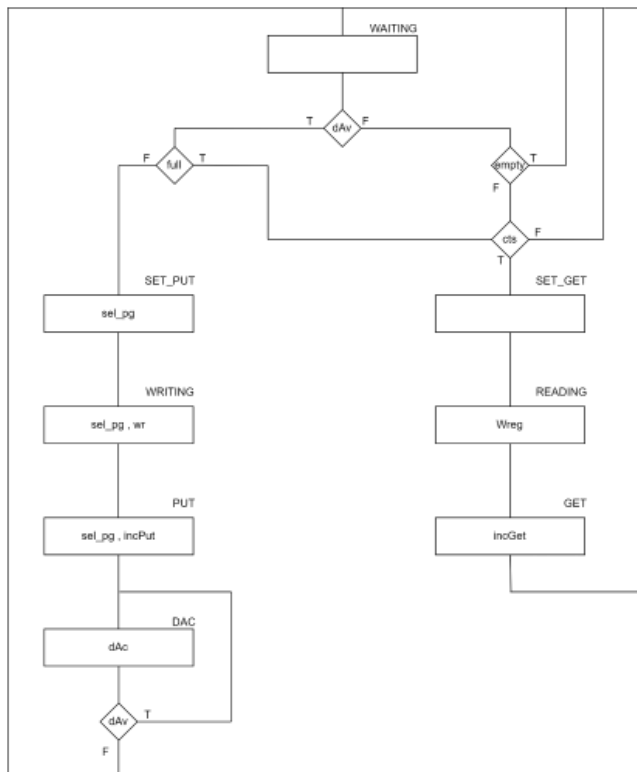 WAITING
T dAv F
F full T
empty T
F
cts F
T
SET_PUT SET_GET
sel_pg
WRITING READING
sel_pg , wr Wreg
PUT GET
sel_pg , incPut incGet
DAC
dAc
dAv T
F